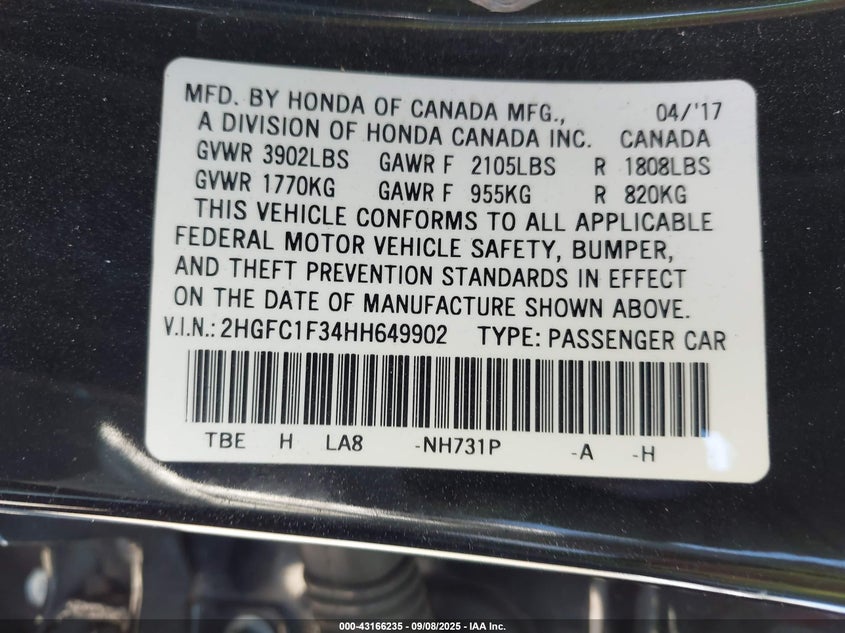 MFD. BY HONDA OF CANADA MFG., 04/'17
A DIVISION OF HONDA CANADA INC. CANADA
GVWR 3902LBS GAWR F 2105LBS R 1808LBS
GVWR 1770KG GAWR F 955KG R 820KG
THIS VEHICLE CONFORMS TO ALL APPLICABLE
FEDERAL MOTOR VEHICLE SAFETY, BUMPER,
AND THEFT PREVENTION STANDARDS IN EFFECT
ON THE DATE OF MANUFACTURE SHOWN ABOVE.
V.I.N.: 2HGFC1F34HH649902 TYPE: PASSENGER CAR
TBE H LA8 -NH731P -A -H
000-43166235 - 09/08/2025 - IAA Inc.